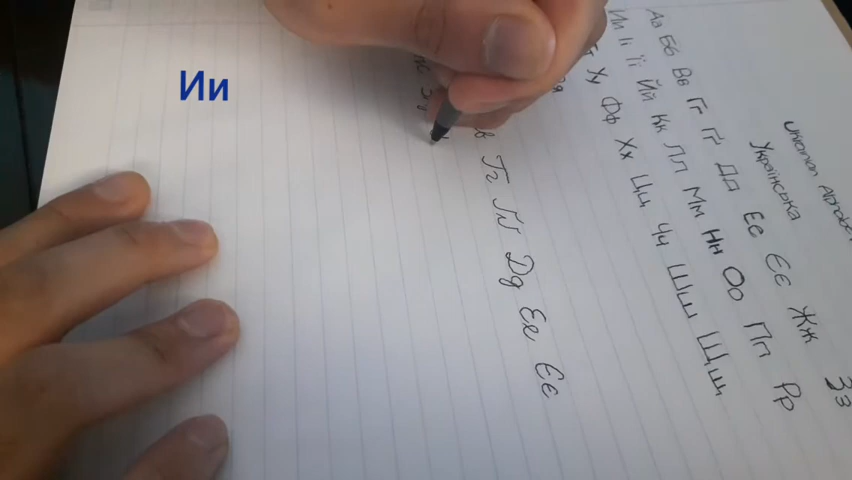 Ии
Ukrainian Alphabet
Українська
Аа Бб Вв Гг Ґґ Дд Ее Єє Жж Зз
Ии Іі Її Йй Кк Лл Мм Нн Оо Пп Рр
Уу Фф Хх Цц Чч Шш Щщ
Гг Ґґ Дд Ее Єє